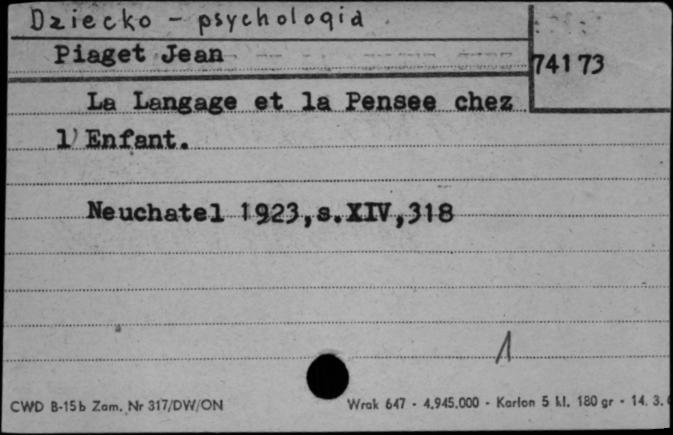 Dziecko - psychologia
Piaget Jean
74173
La Langage et la Pensee chez
l'Enfant.
Neuchatel 1923,s.XIV,318
1
CWD B-15b Zam. Nr 317/DW/ON
Wrak 647 - 4.945.000 - Karton 5 kl. 180 gr - 14. 3.